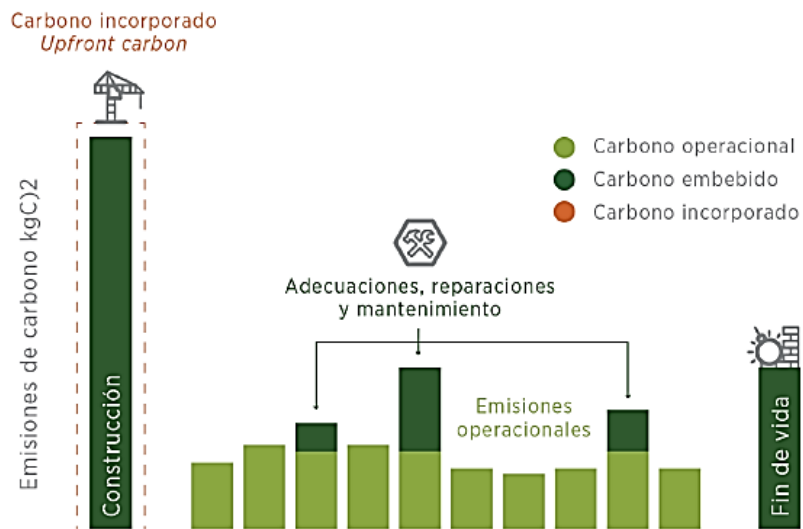 Carbono incorporado
Upfront carbon
Emisiones de carbono kgC)2
Construcción
Carbono operacional
Carbono embebido
Carbono incorporado
Adecuaciones, reparaciones
y mantenimiento
Emisiones
operacionales
Fin de vida